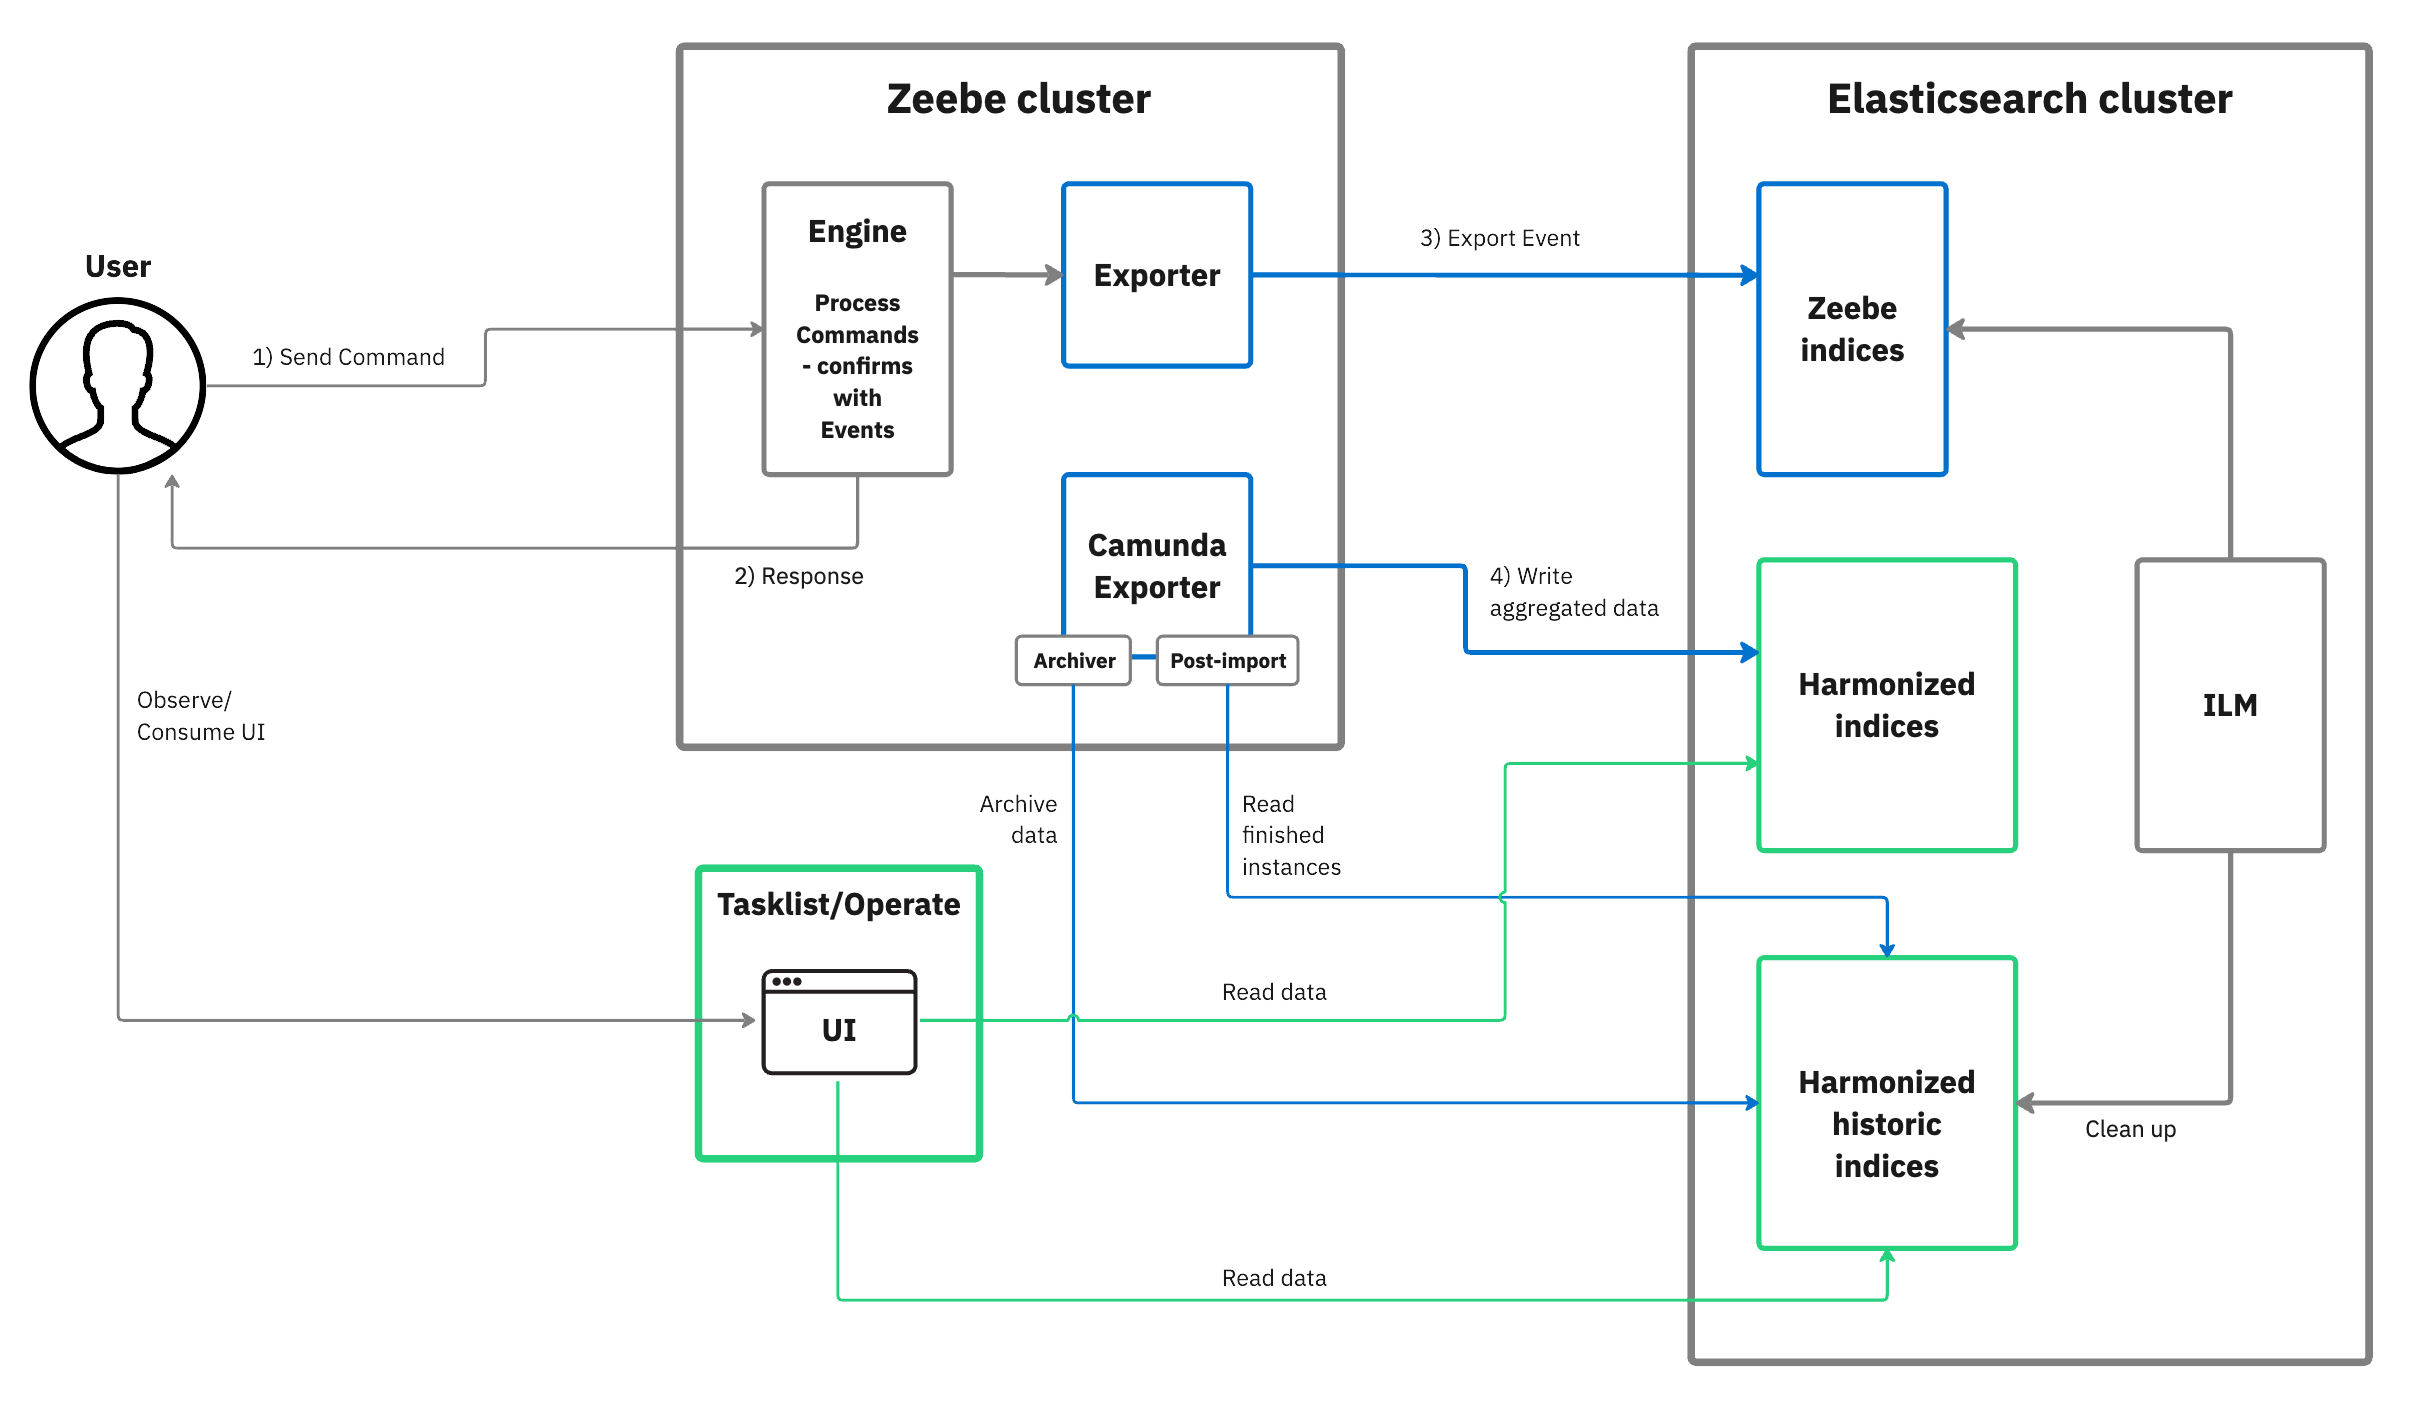 Zeebe cluster
Elasticsearch cluster
User
1) Send Command
Engine
Process
Commands
- confirms
with
Events
Exporter
3) Export Event
Zeebe
indices
2) Response
Camunda
Exporter
Archiver
Post-import
4) Write
aggregated data
Harmonized
indices
ILM
Observe/
Consume UI
Archive
data
Read
finished
instances
Tasklist/Operate
UI
Read data
Harmonized
historic
indices
Clean up
Read data